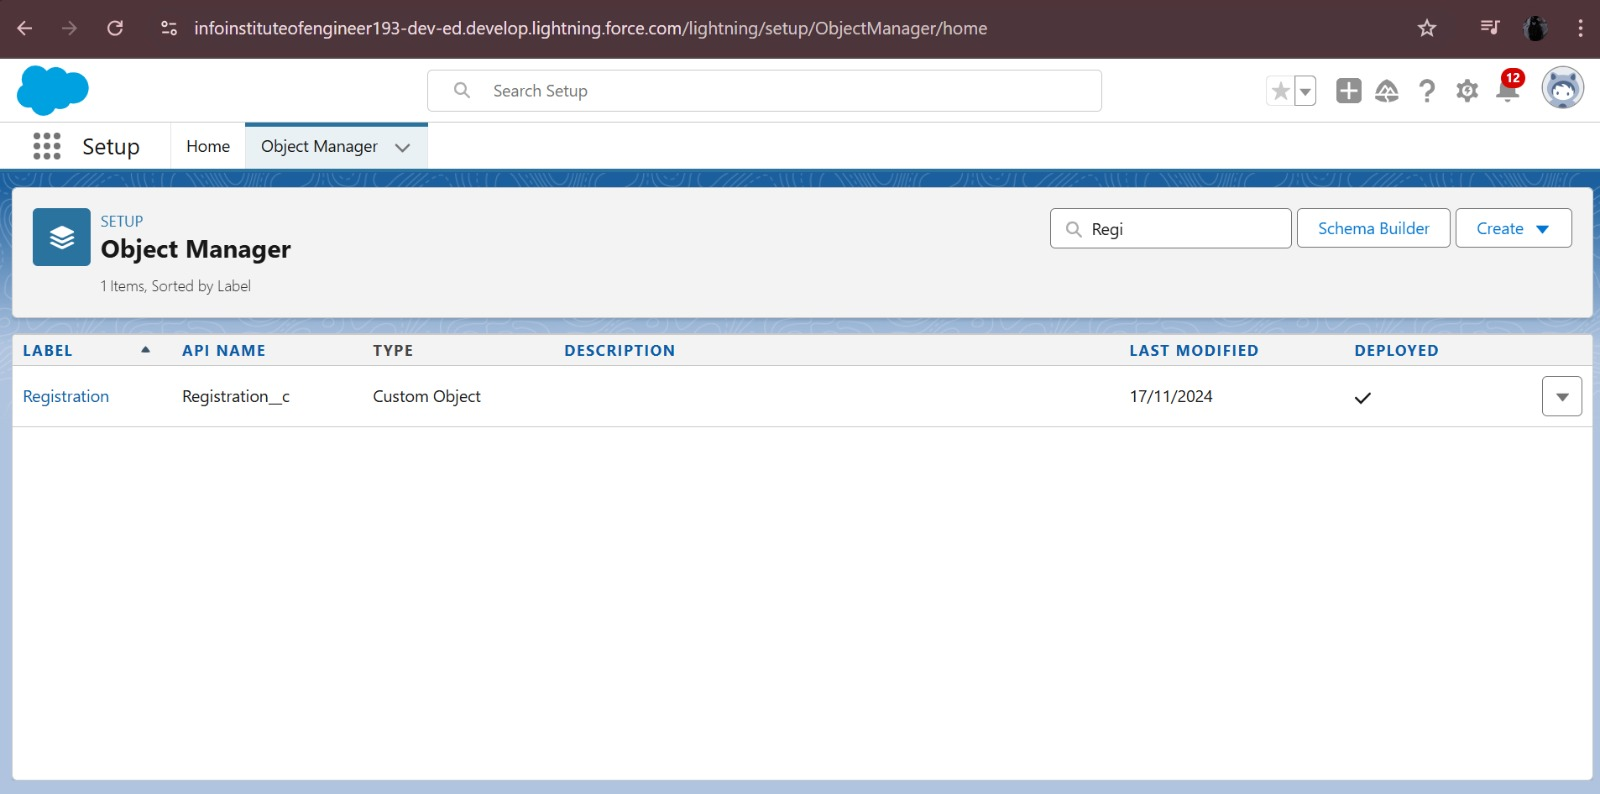 infoinstituteofengineer193-dev-ed.develop.lightning.force.com/lightning/setup/ObjectManager/home
Search Setup
12
Setup Home Object Manager
SETUP
Object Manager
1 Items, Sorted by Label
Regi
Schema Builder
Create
LABEL API NAME TYPE DESCRIPTION LAST MODIFIED DEPLOYED
Registration Registration__c Custom Object 17/11/2024